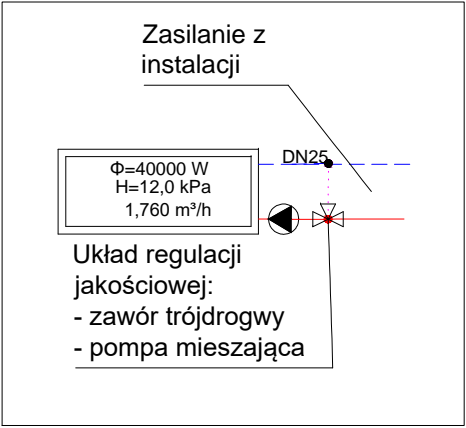 Zasilanie z
instalacji
DN25
Φ=40000 W
H=12,0 kPa
1,760 m³/h
Układ regulacji
jakościowej:
- zawór trójdrogwy
- pompa mieszająca